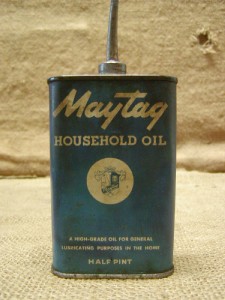 Maytag
HOUSEHOLD OIL
A HIGH-GRADE OIL FOR GENERAL
LUBRICATING PURPOSES IN THE HOME
HALF PINT